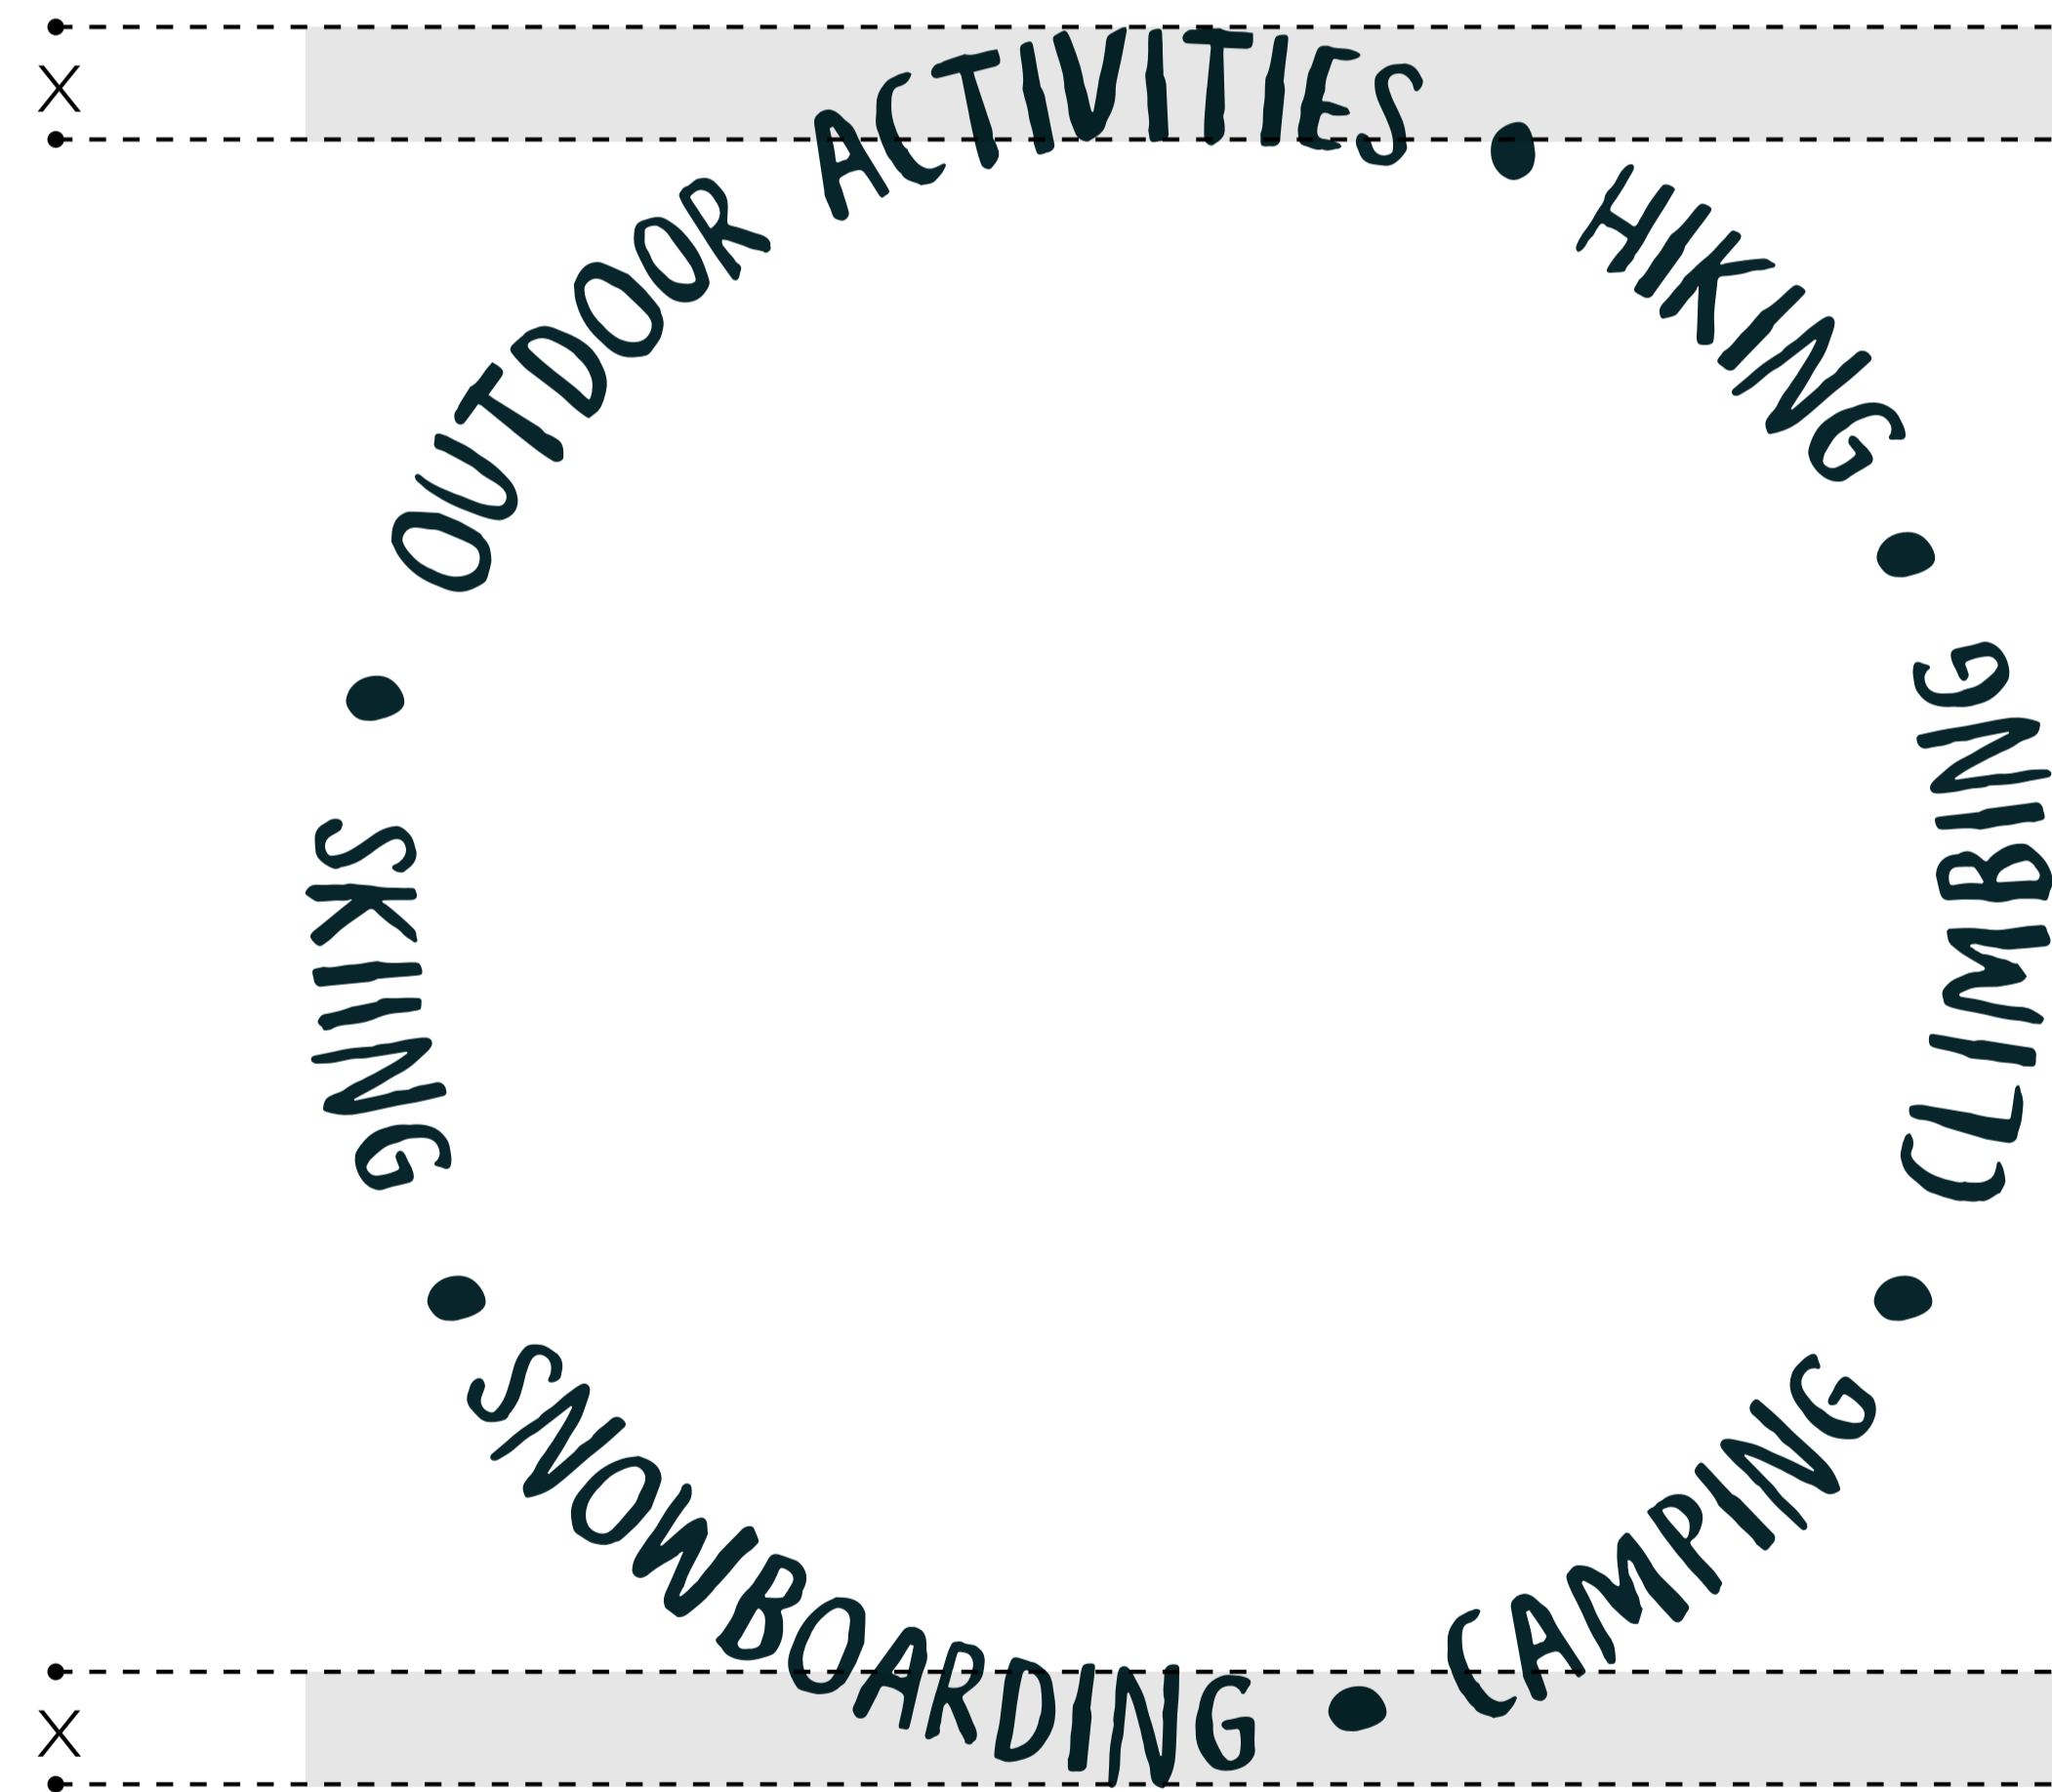 X
OUTDOOR ACTIVITIES • HIKING • CLIMBING • CAMPING • SNOWBOARDING • SKIING •
X